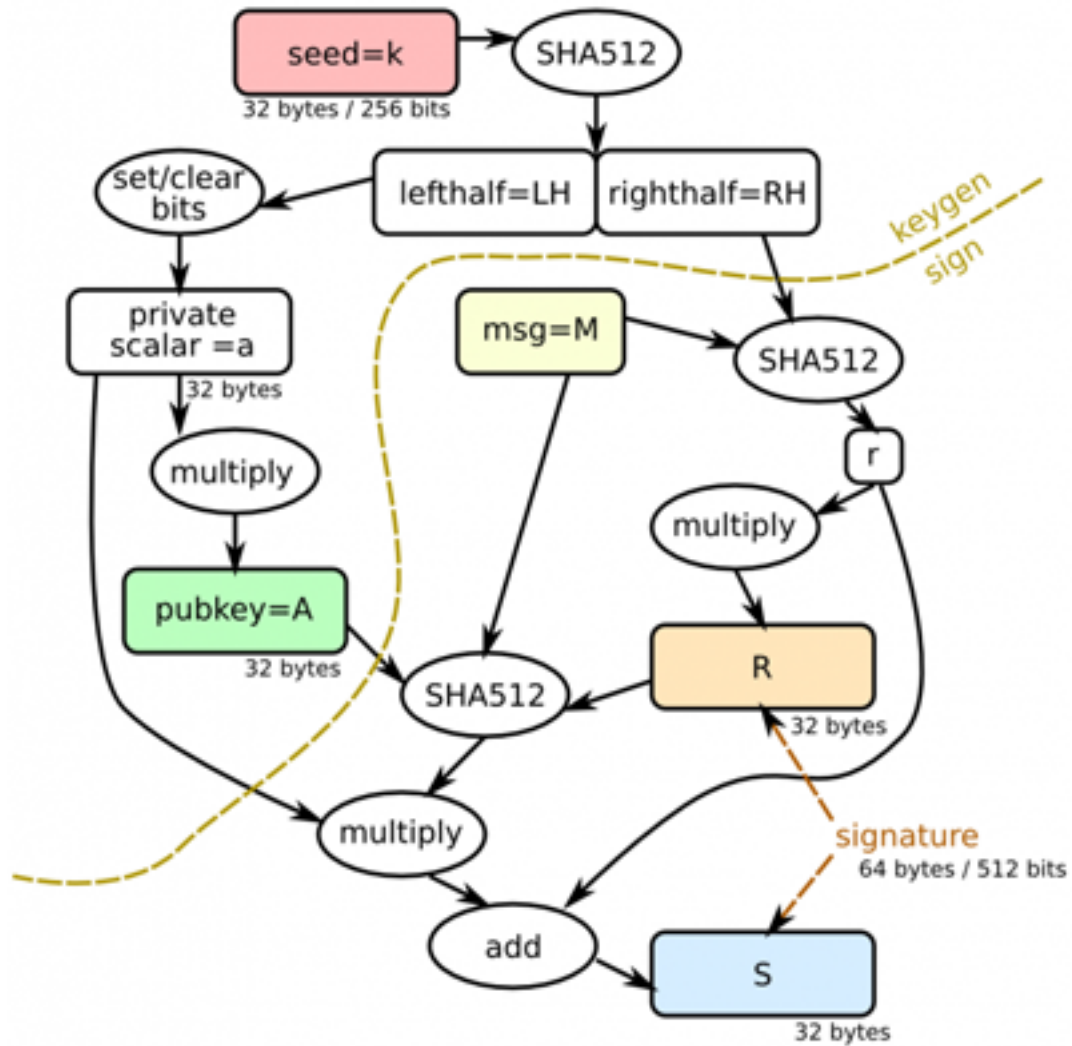 seed=k
SHA512
32 bytes / 256 bits
set/clear
bits
lefthalf=LH
righthalf=RH
keygen
sign
private
scalar =a
32 bytes
msg=M
SHA512
r
multiply
multiply
pubkey=A
32 bytes
SHA512
R
32 bytes
multiply
signature
64 bytes / 512 bits
add
S
32 bytes